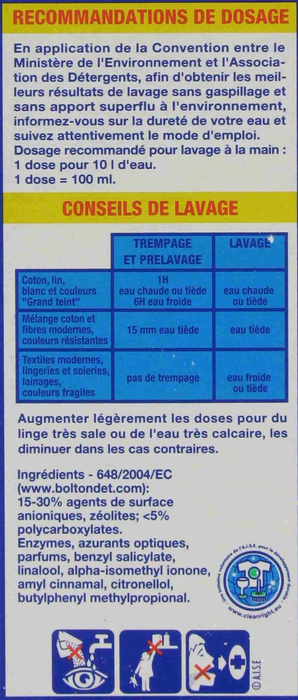 RECOMMANDATIONS DE DOSAGE
En application de la Convention entre le
Ministère de l'Environnement et l'Associa-
tion des Détergents, afin d'obtenir les meil-
leurs résultats de lavage sans gaspillage et
sans apport superflu à l'environnement,
informez-vous sur la dureté de votre eau et
suivez attentivement le mode d'emploi.
Dosage recommandé pour lavage à la main :
1 dose pour 10 l d'eau.
1 dose = 100 ml.
CONSEILS DE LAVAGE
TREMPAGE
ET PRELAVAGE
LAVAGE
Coton, lin,
blanc et couleurs
"Grand teint"
1H
eau chaude ou tiède
6H eau froide
eau chaude
ou tiède
Mélange coton et
fibres modernes,
couleurs résistantes
15 mm eau tiède
eau tiède
Textiles modernes,
lingeries et soieries,
lainages,
couleurs fragiles
pas de trempage
eau froide
ou tiède
Augmenter légèrement les doses pour du
linge très sale ou de l'eau très calcaire, les
diminuer dans les cas contraires.
Ingrédients - 648/2004/EC
(www.boltondet.com):
15-30% agents de surface
anioniques, zéolites; <5%
polycarboxylates.
Enzymes, azurants optiques,
parfums, benzyl salicylate,
linalool, alpha-isomethyl ionone,
amyl cinnamal, citronellol,
butylphenyl methylpropional.
www.cleanright.eu
© A.I.S.E